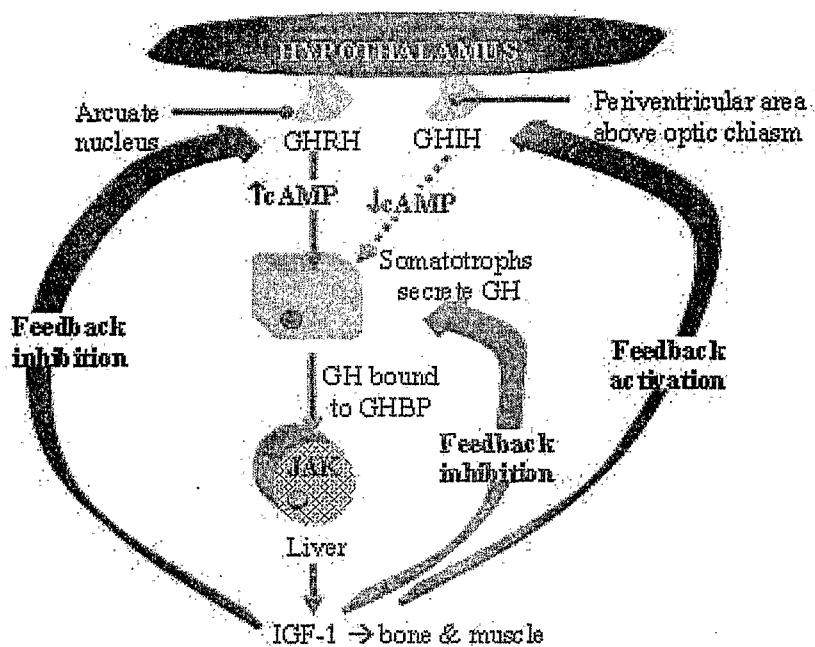 HYPOTHALAMUS
Arcuate
nucleus
GHRH
GHIH
Periventricular area
above optic chiasm
↑cAMP
↓cAMP
Somatotrophs
secrete GH
Feedback
inhibition
GH bound
to GHBP
Feedback
activation
Feedback
inhibition
JAK
Liver
IGF-1 → bone & muscle